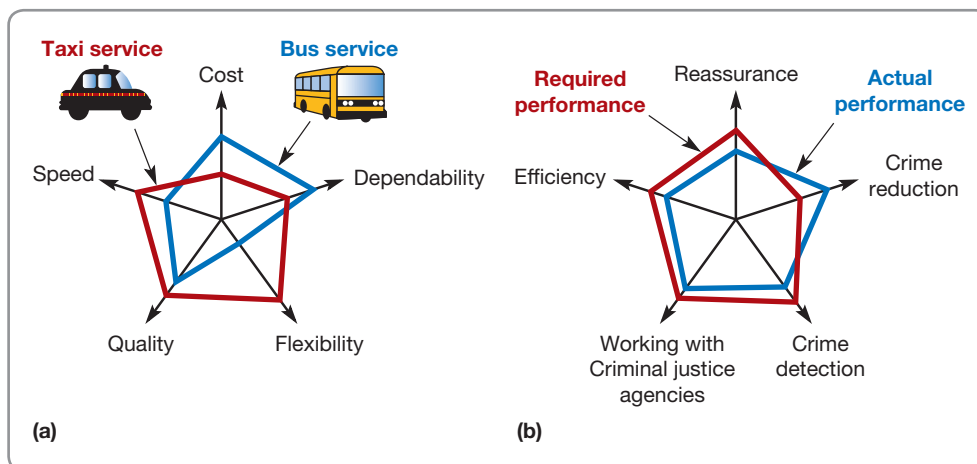 Taxi service
Bus service
Cost
Speed
Dependability
Quality
Flexibility
(a)
Required
performance
Reassurance
Actual
performance
Efficiency
Crime
reduction
Working with
Criminal justice
agencies
Crime
detection
(b)